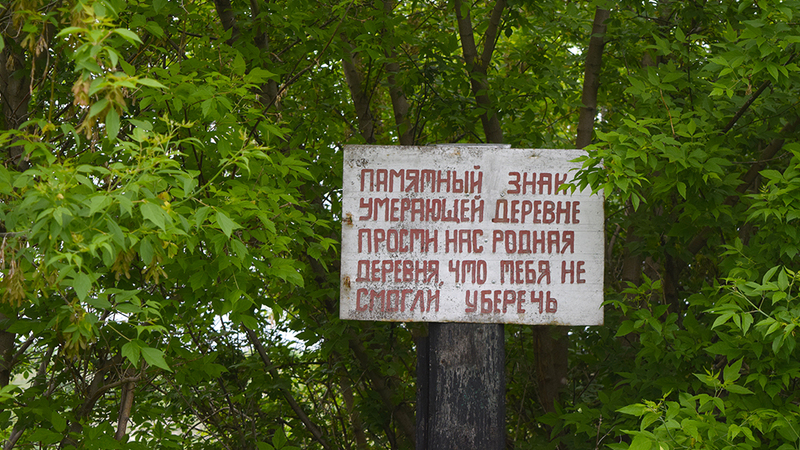 ПАМЯТНЫЙ ЗНАК
УМЕРАЮЩЕЙ ДЕРЕВНЕ
ПРОСТИ НАС РОДНАЯ
ДЕРЕВНЯ, ЧТО ТЕБЯ НЕ
СМОГЛИ УБЕРЕЧЬ